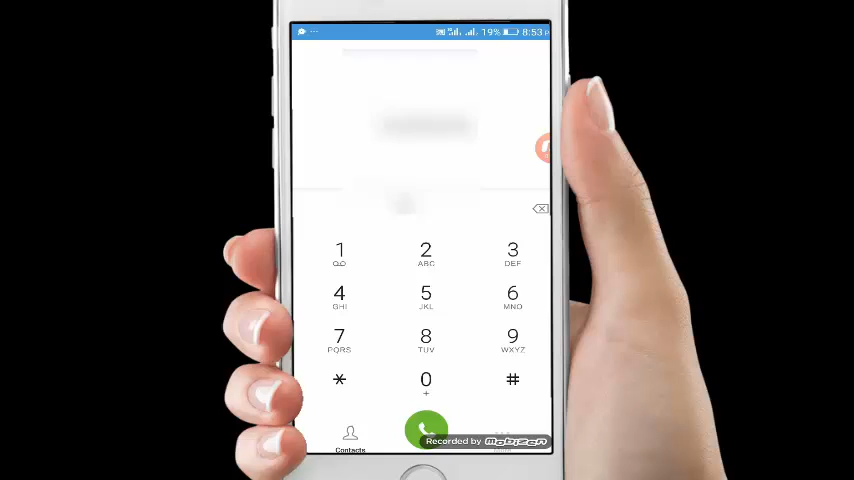 ... 19% 8:53
1 2 3
ABC DEF
4 5 6
GHI JKL MNO
7 8 9
PQRS TUV WXYZ
* 0 #
+
Contacts
Recorded by mobizen